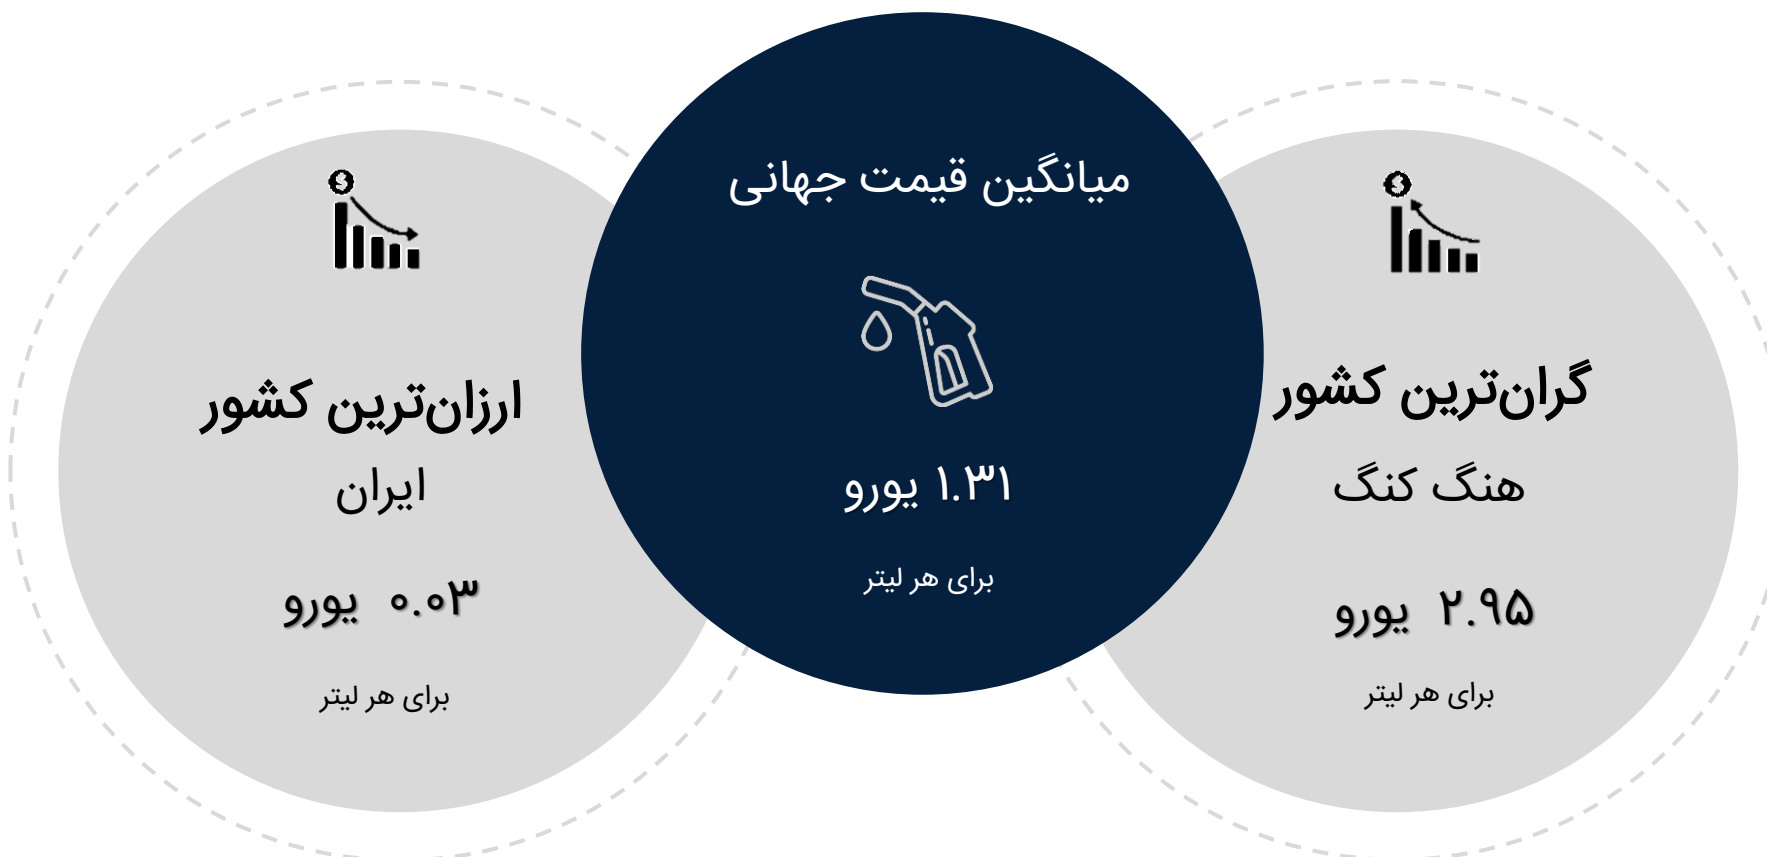 میانگین قیمت جهانی
۱.۳۱ یورو
برای هر لیتر
گران‌ترین کشور
هنگ کنگ
۲.۹۵ یورو
برای هر لیتر
ارزان‌ترین کشور
ایران
۰.۰۳ یورو
برای هر لیتر